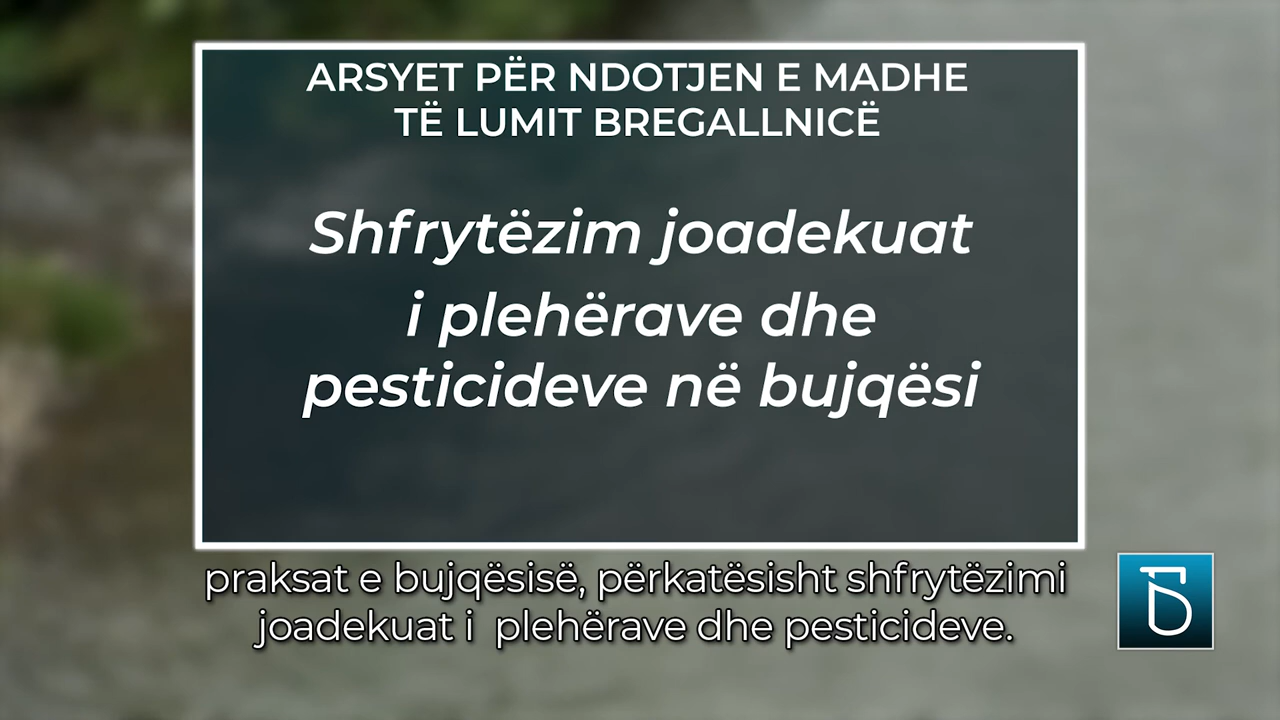 ARSYET PËR NDOTJEN E MADHE
TË LUMIT BREGALLNICË
Shfrytëzim joadekuat
i plehërave dhe
pesticideve në bujqësi
praksat e bujqësisë, përkatësisht shfrytëzimi
joadekuat i plehërave dhe pesticideve.